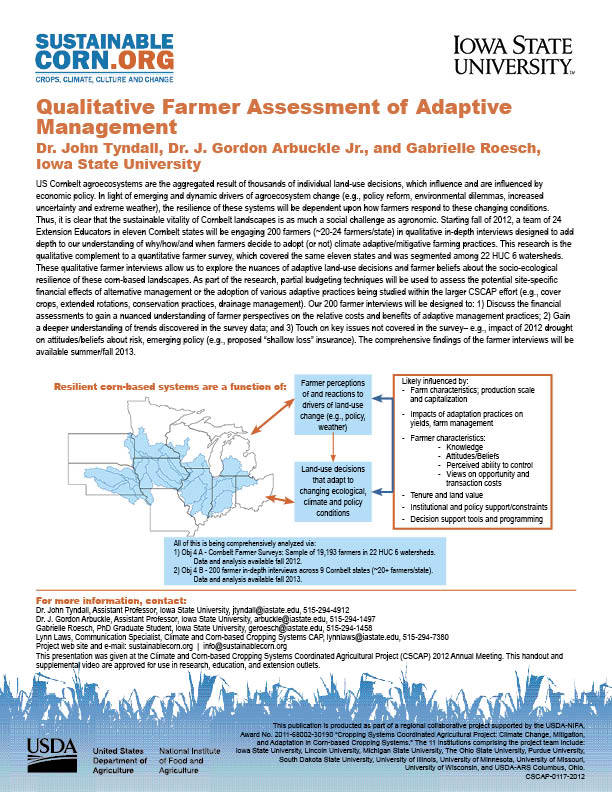 SUSTAINABLE
CORN.ORG
CROPS, CLIMATE, CULTURE AND CHANGE
IOWA STATE
UNIVERSITY™
Qualitative Farmer Assessment of Adaptive
Management
Dr. John Tyndall, Dr. J. Gordon Arbuckle Jr., and Gabrielle Roesch,
Iowa State University
US Cornbelt agroecosystems are the aggregated result of thousands of individual land-use decisions, which influence and are influenced by
economic policy. In light of emerging and dynamic drivers of agroecosystem change (e.g., policy reform, environmental dilemmas, increased
uncertainty and extreme weather), the resilience of these systems will be dependent upon how farmers respond to these changing conditions.
Thus, it is clear that the sustainable vitality of Cornbelt landscapes is as much a social challenge as agronomic. Starting fall of 2012, a team of 24
Extension Educators in eleven Cornbelt states will be engaging 200 farmers (~20-24 farmers/state) in qualitative in-depth interviews designed to add
depth to our understanding of why/how/and when farmers decide to adopt (or not) climate adaptive/mitigative farming practices. This research is the
qualitative complement to a quantitative farmer survey, which covered the same eleven states and was segmented among 22 HUC 6 watersheds.
These qualitative farmer interviews allow us to explore the nuances of adaptive land-use decisions and farmer beliefs about the socio-ecological
resilience of these corn-based landscapes. As part of the research, partial budgeting techniques will be used to assess the potential site-specific
financial effects of alternative management or the adoption of various adaptive practices being studied within the larger CSCAP effort (e.g., cover
crops, extended rotations, conservation practices, drainage management). Our 200 farmer interviews will be designed to: 1) Discuss the financial
assessments to gain a nuanced understanding of farmer perspectives on the relative costs and benefits of adaptive management practices; 2) Gain
a deeper understanding of trends discovered in the survey data; and 3) Touch on key issues not covered in the survey– e.g., impact of 2012 drought
on attitudes/beliefs about risk, emerging policy (e.g., proposed “shallow loss” insurance). The comprehensive findings of the farmer interviews will be
available summer/fall 2013.
Resilient corn-based systems are a function of:
Farmer perceptions
of and reactions to
drivers of land-use
change (e.g., policy,
weather)
Land-use decisions
that adapt to
changing ecological,
climate and policy
conditions
Likely influenced by:
- Farm characteristics; production scale
and capitalization
- Impacts of adaptation practices on
yields, farm management
- Farmer characteristics:
- Knowledge
- Attitudes/Beliefs
- Perceived ability to control
- Views on opportunity and
transaction costs
- Tenure and land value
- Institutional and policy support/constraints
- Decision support tools and programming
All of this is being comprehensively analyzed via:
1) Obj 4 A - Cornbelt Farmer Surveys: Sample of 19,193 farmers in 22 HUC 6 watersheds.
Data and analysis available fall 2012.
2) Obj 4 B - 200 farmer in-depth interviews across 9 Cornbelt states (~20+ farmers/state).
Data and analysis available fall 2013.
For more information, contact:
Dr. John Tyndall, Assistant Professor, Iowa State University, jtyndall@iastate.edu, 515-294-4912
Dr. J. Gordon Arbuckle, Assistant Professor, Iowa State University, arbuckle@iastate.edu, 515-294-1497
Gabrielle Roesch, PhD Graduate Student, Iowa State University, geroesch@iastate.edu, 515-294-1458
Lynn Laws, Communication Specialist, Climate and Corn-based Cropping Systems CAP, lynnlaws@iastate.edu, 515-294-7380
Project web site and e-mail: sustainablecorn.org | info@sustainablecorn.org
This presentation was given at the Climate and Corn-based Cropping Systems Coordinated Agricultural Project (CSCAP) 2012 Annual Meeting. This handout and
supplemental video are approved for use in research, education, and extension outlets.
This publication is producted as part of a regional collaborative project supported by the USDA-NIFA,
Award No. 2011-68002-30190 “Cropping Systems Coordinated Agricultural Project: Climate Change, Mitigation,
and Adaptation in Corn-based Cropping Systems.” The 11 institutions comprising the project team include:
Iowa State University, Lincoln University, Michigan State University, The Ohio State University, Purdue University,
South Dakota State University, University of Illinois, University of Minnesota, University of Missouri,
University of Wisconsin, and USDA-ARS Columbus, Ohio.
CSCAP-0117-2012
USDA
United States
Department of
Agriculture
National Institute
of Food and
Agriculture